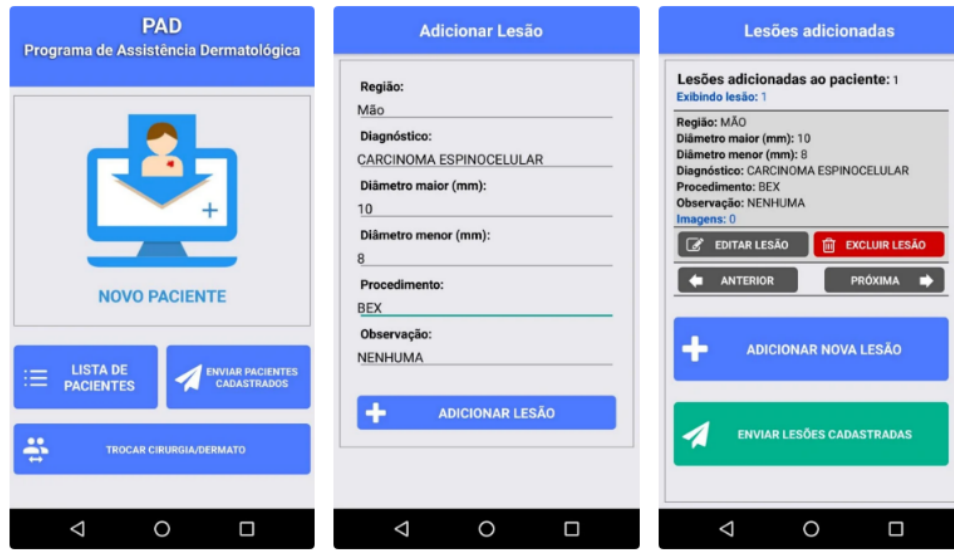 PAD
Programa de Assistência Dermatológica
NOVO PACIENTE
LISTA DE
PACIENTES
ENVIAR PACIENTES
CADASTRADOS
TROCAR CIRURGIA/DERMATO
Adicionar Lesão
Região:
Mão
Diagnóstico:
CARCINOMA ESPINOCELULAR
Diâmetro maior (mm):
10
Diâmetro menor (mm):
8
Procedimento:
BEX
Observação:
NENHUMA
ADICIONAR LESÃO
Lesões adicionadas
Lesões adicionadas ao paciente: 1
Exibindo lesão: 1
Região: MÃO
Diâmetro maior (mm): 10
Diâmetro menor (mm): 8
Diagnóstico: CARCINOMA ESPINOCELULAR
Procedimento: BEX
Observação: NENHUMA
Imagens: 0
EDITAR LESÃO
EXCLUIR LESÃO
ANTERIOR
PRÓXIMA
ADICIONAR NOVA LESÃO
ENVIAR LESÕES CADASTRADAS